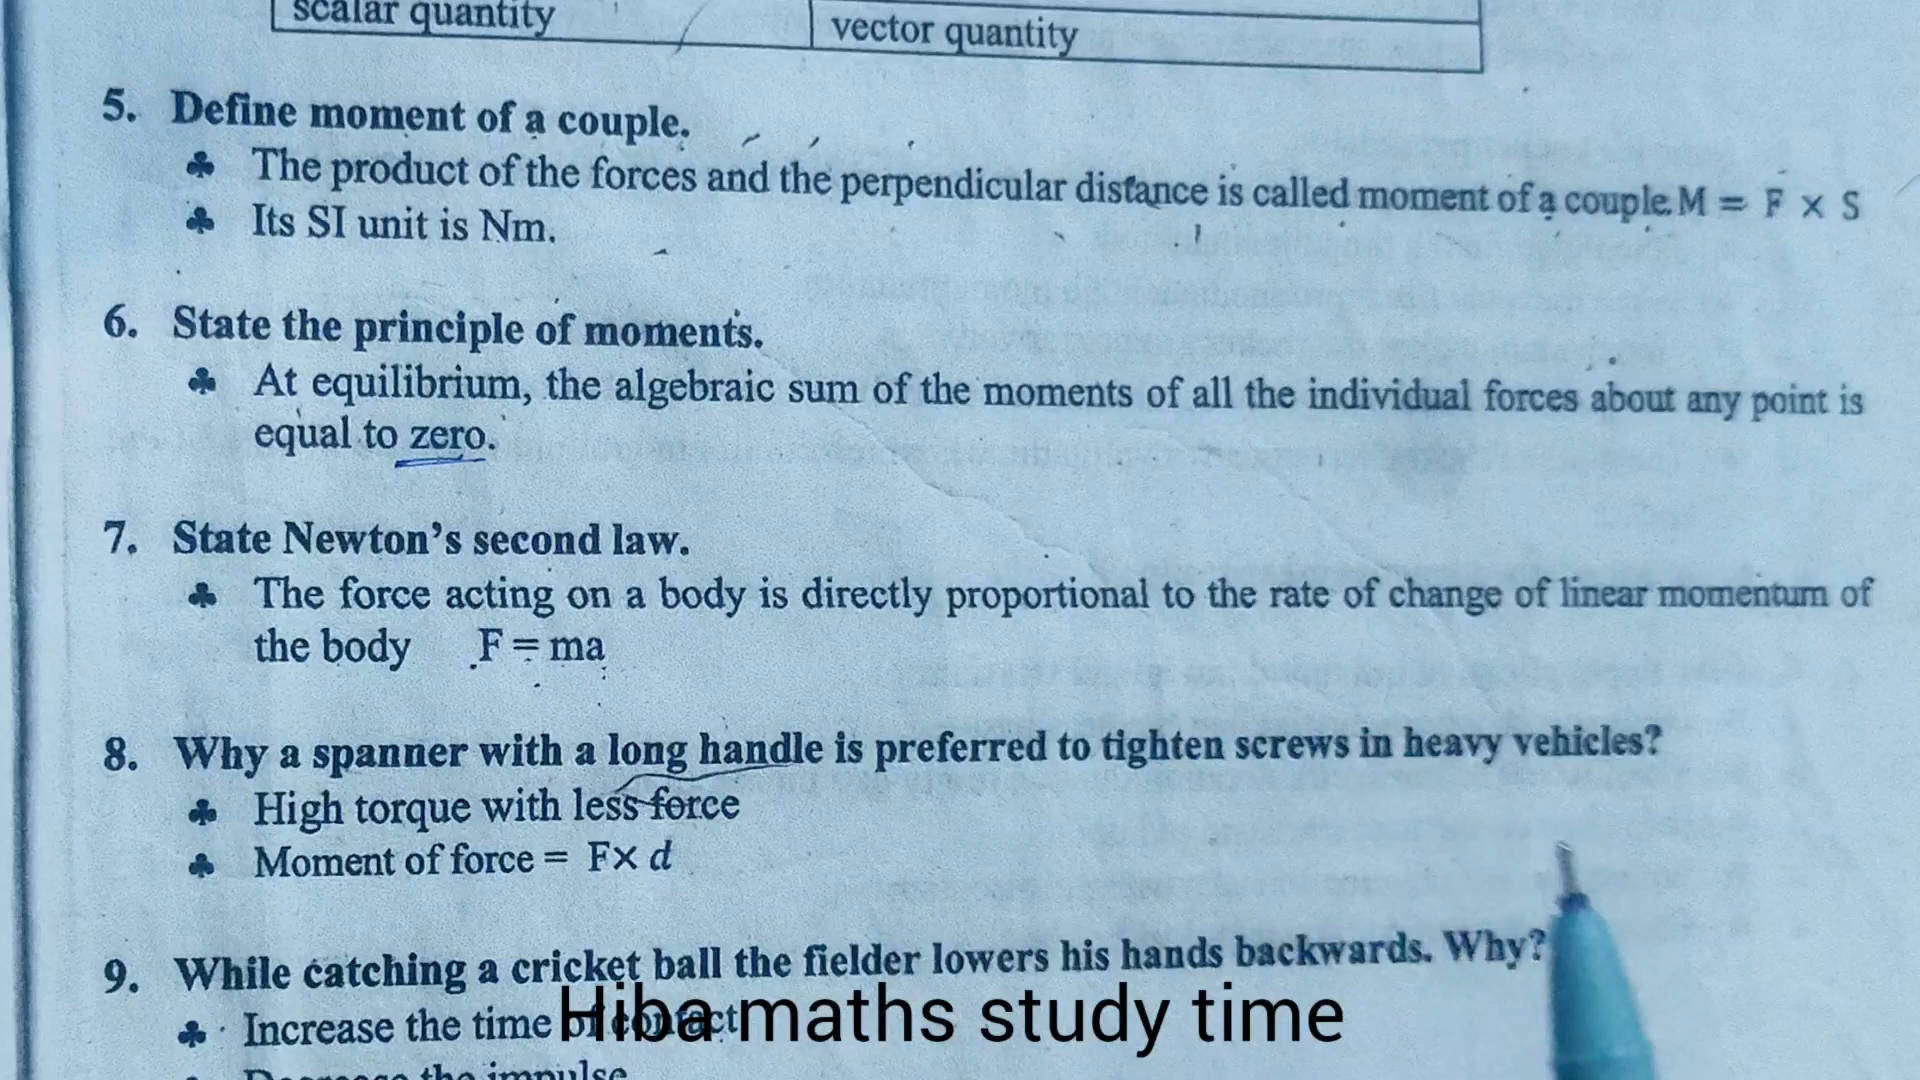 scalar quantity
vector quantity
5. Define moment of a couple.
♣ The product of the forces and the perpendicular distance is called moment of a couple. M = F × S
♣ Its SI unit is Nm.
6. State the principle of moments.
♣ At equilibrium, the algebraic sum of the moments of all the individual forces about any point is
equal to zero.
7. State Newton's second law.
♣ The force acting on a body is directly proportional to the rate of change of linear momentum of
the body F = ma
8. Why a spanner with a long handle is preferred to tighten screws in heavy vehicles?
♣ High torque with less force
♣ Moment of force = F× d
9. While catching a cricket ball the fielder lowers his hands backwards. Why?
♣ Increase the time of contact
Hiba maths study time
Decrease the impulse